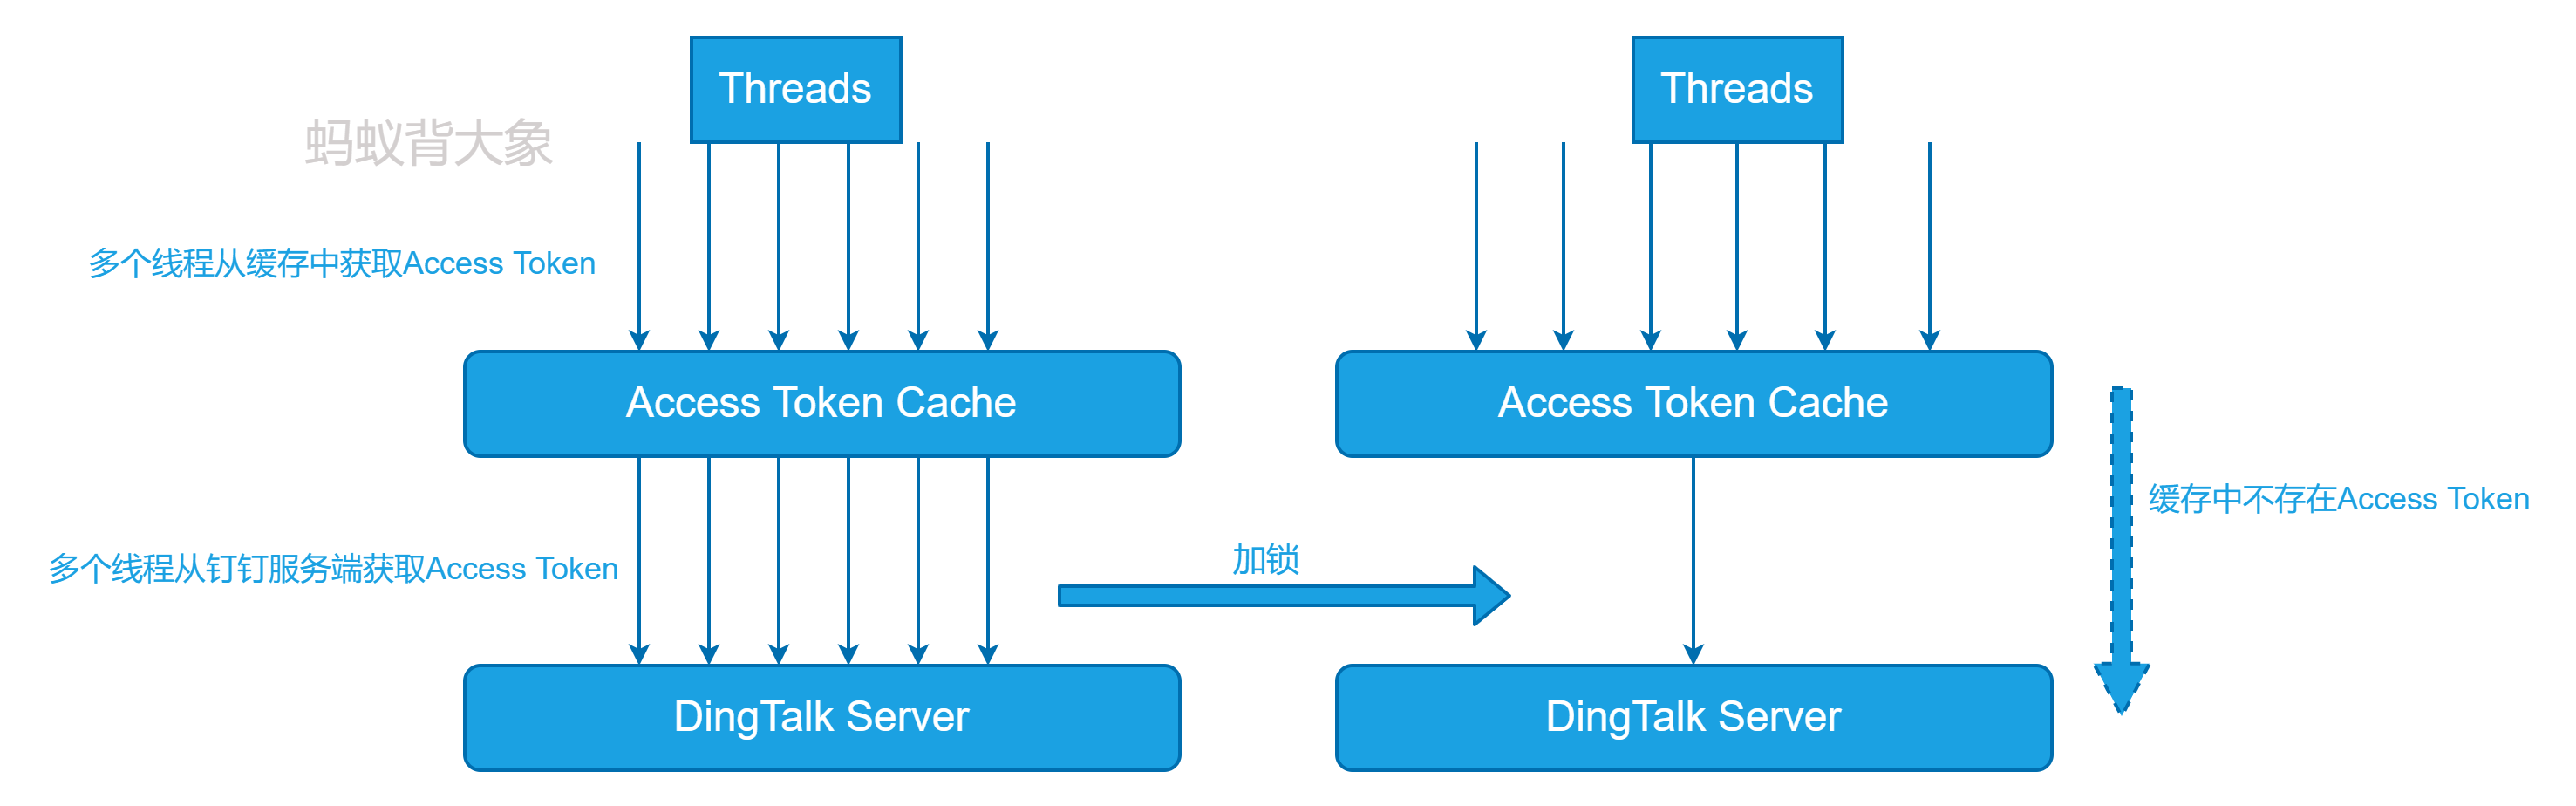 Threads
Threads
蚂蚁背大象
多个线程从缓存中获取Access Token
Access Token Cache
Access Token Cache
缓存中不存在Access Token
多个线程从钉钉服务端获取Access Token
加锁
DingTalk Server
DingTalk Server